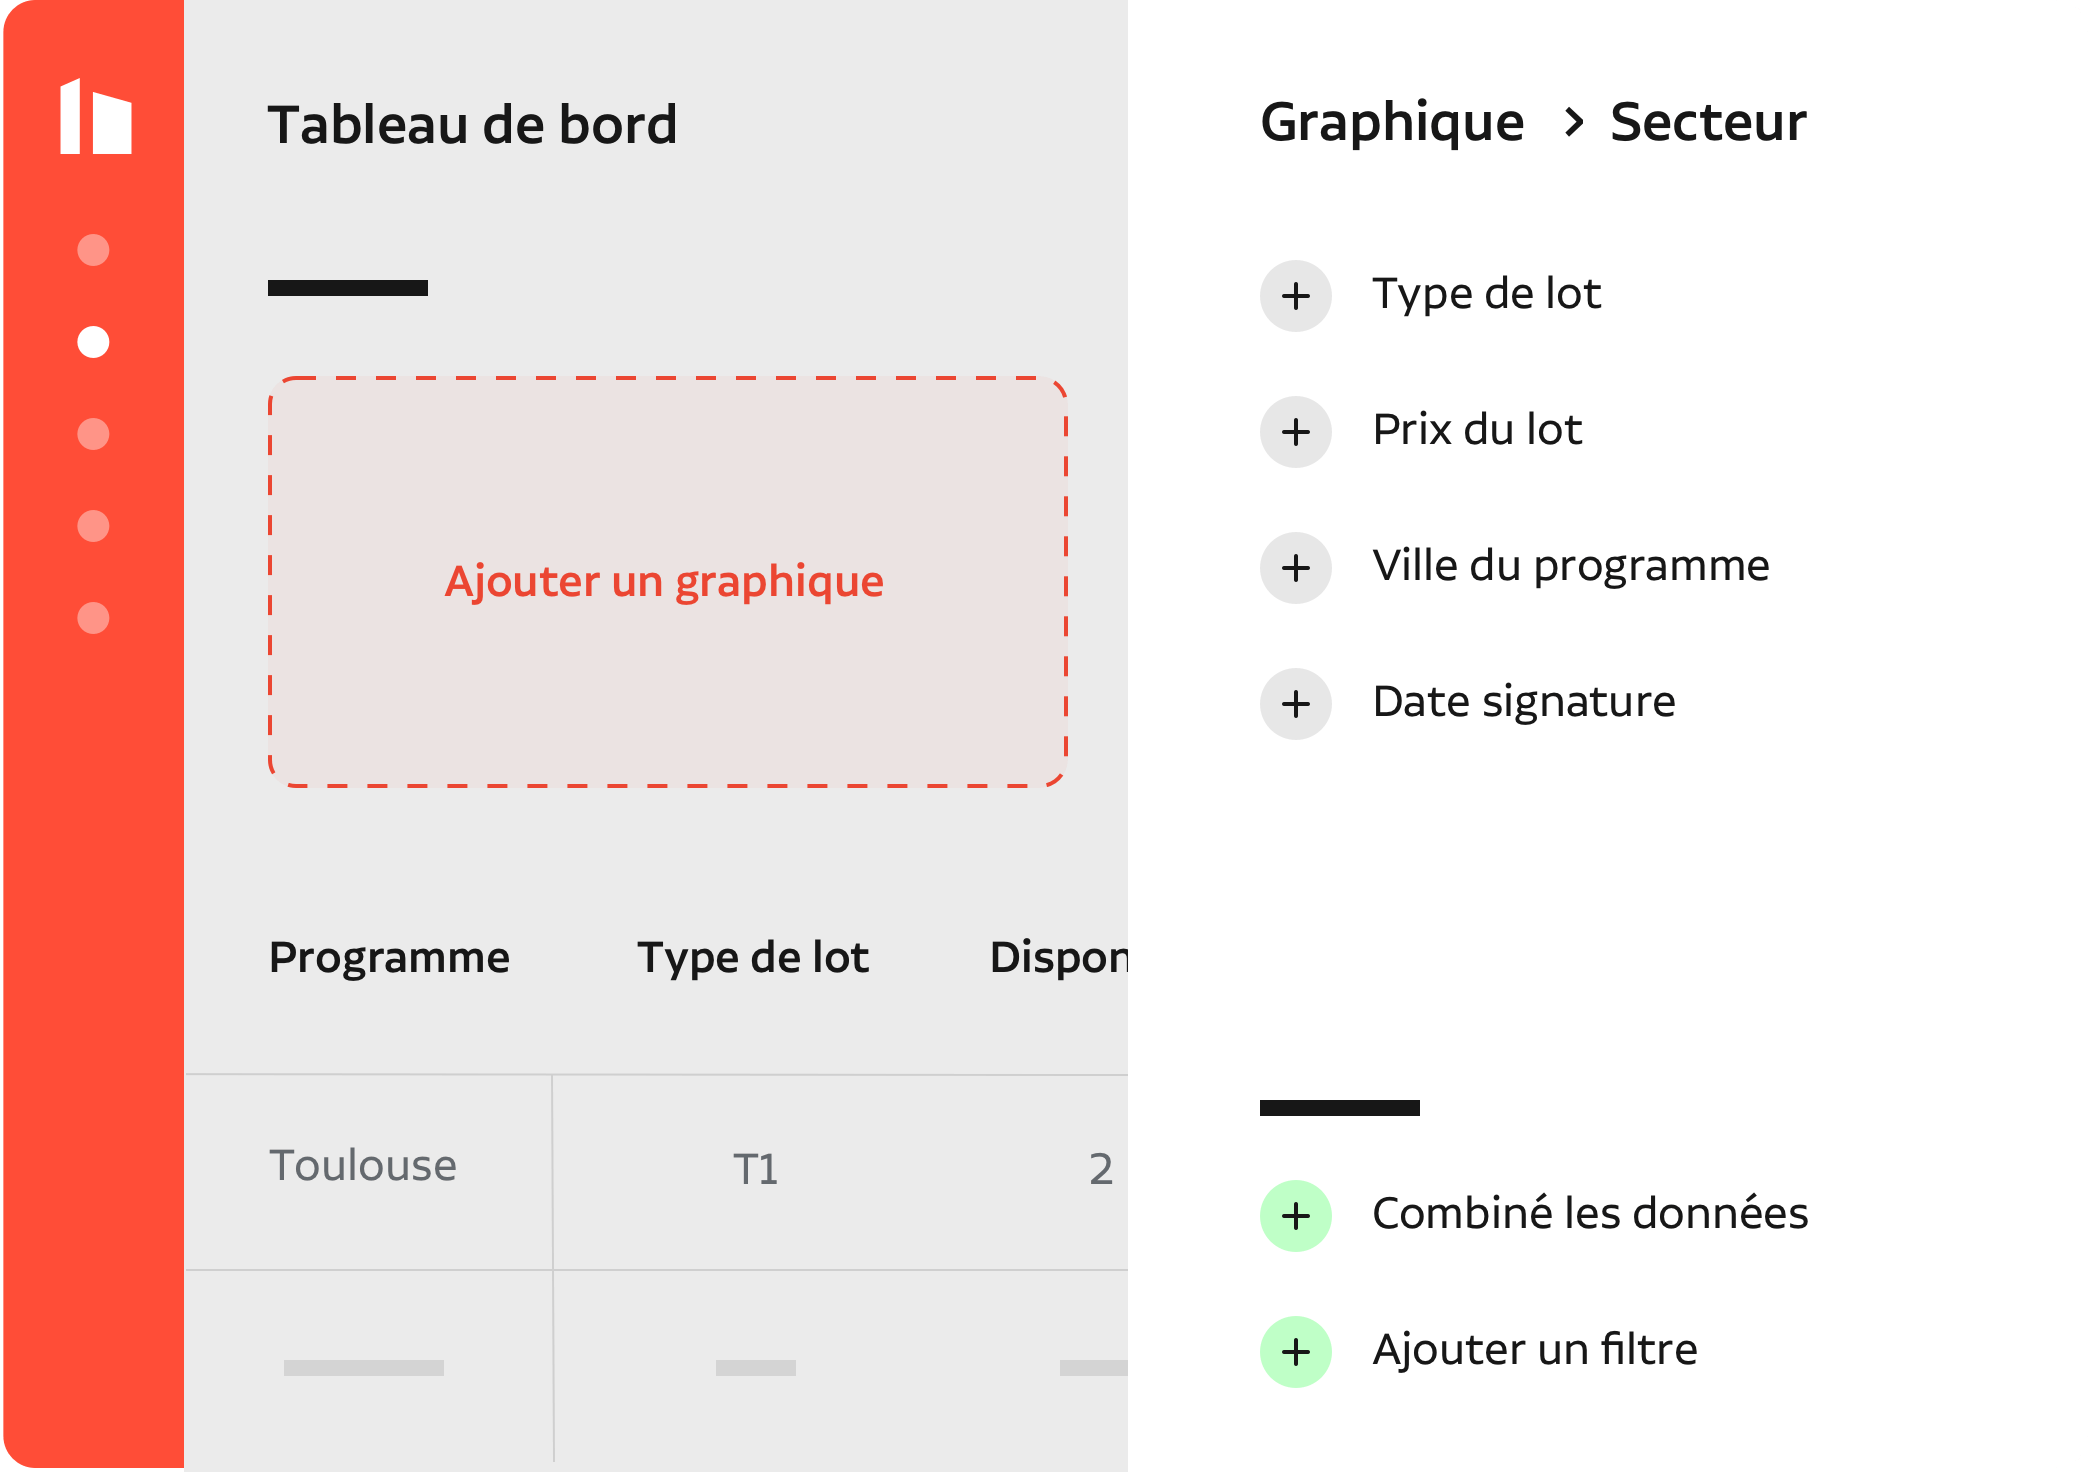 Tableau de bord
Ajouter un graphique
Programme Type de lot Dispon
Toulouse T1 2
Graphique > Secteur
Type de lot
Prix du lot
Ville du programme
Date signature
Combiné les données
Ajouter un filtre